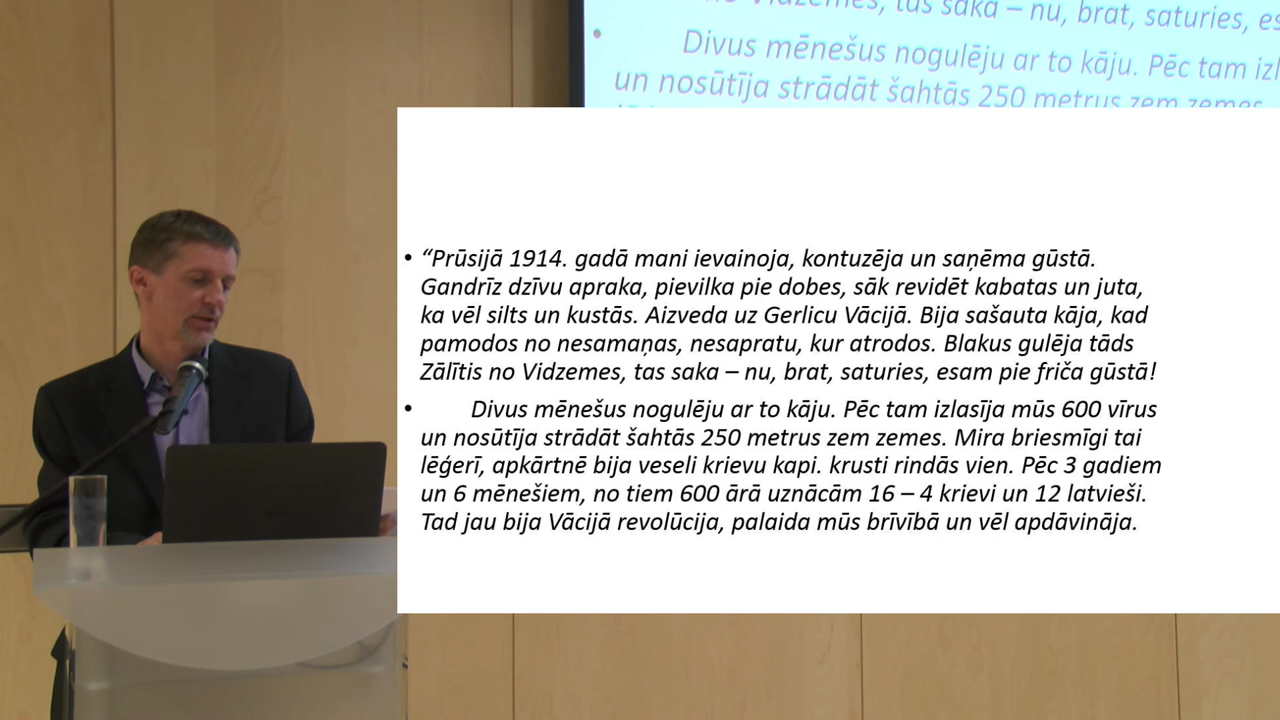 no Vidzemes, tas saka – nu, brat, saturies, es
• Divus mēnešus nogulēju ar to kāju. Pēc tam izl
un nosūtīja strādāt šahtās 250 metrus zem zemes.
• “Prūsijā 1914. gadā mani ievainoja, kontuzēja un saņēma gūstā.
Gandrīz dzīvu apraka, pievilka pie dobes, sāk revidēt kabatas un juta,
ka vēl silts un kustās. Aizveda uz Gerlicu Vācijā. Bija sašauta kāja, kad
pamodos no nesamaņas, nesapratu, kur atrodos. Blakus gulēja tāds
Zālītis no Vidzemes, tas saka – nu, brat, saturies, esam pie friča gūstā!
• Divus mēnešus nogulēju ar to kāju. Pēc tam izlasīja mūs 600 vīrus
un nosūtīja strādāt šahtās 250 metrus zem zemes. Mira briesmīgi tai
lēģerī, apkārtnē bija veseli krievu kapi. krusti rindās vien. Pēc 3 gadiem
un 6 mēnešiem, no tiem 600 ārā uznācām 16 – 4 krievi un 12 latvieši.
Tad jau bija Vācijā revolūcija, palaida mūs brīvībā un vēl apdāvināja.